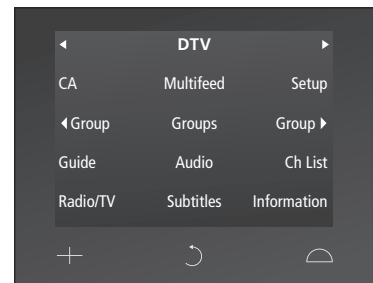 DTV
CA Multifeed Setup
Group Groups Group
Guide Audio Ch List
Radio/TV Subtitles Information